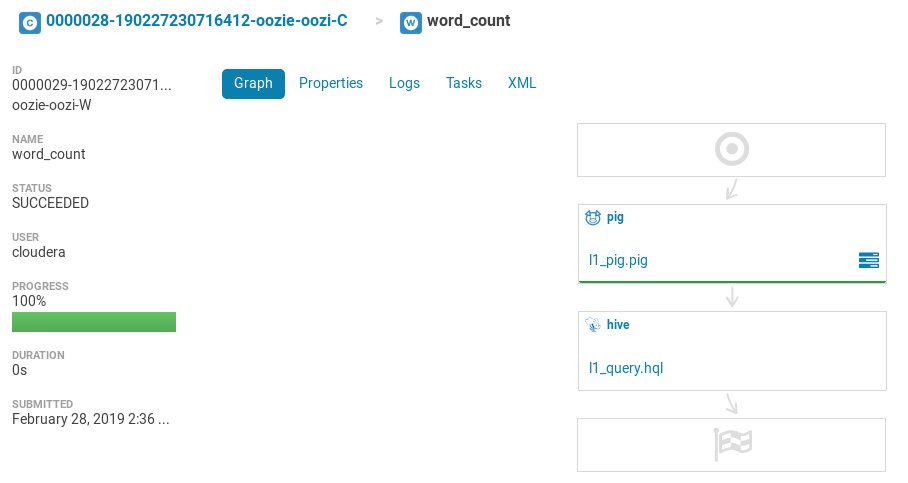 C 0000028-190227230716412-oozie-oozi-C > W word_count
ID
0000029-19022723071...
oozie-oozi-W
NAME
word_count
STATUS
SUCCEEDED
USER
cloudera
PROGRESS
100%
DURATION
0s
SUBMITTED
February 28, 2019 2:36 ...
Graph Properties Logs Tasks XML
pig
l1_pig.pig
hive
l1_query.hql